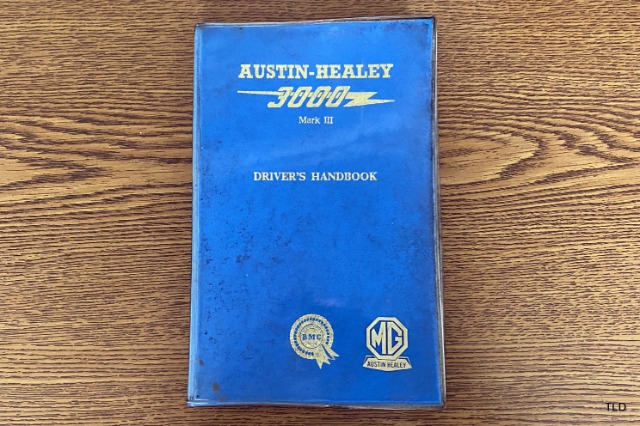 AUSTIN-HEALEY
3000
Mark III
DRIVER'S HANDBOOK
BMC
MG
AUSTIN HEALEY
TLD